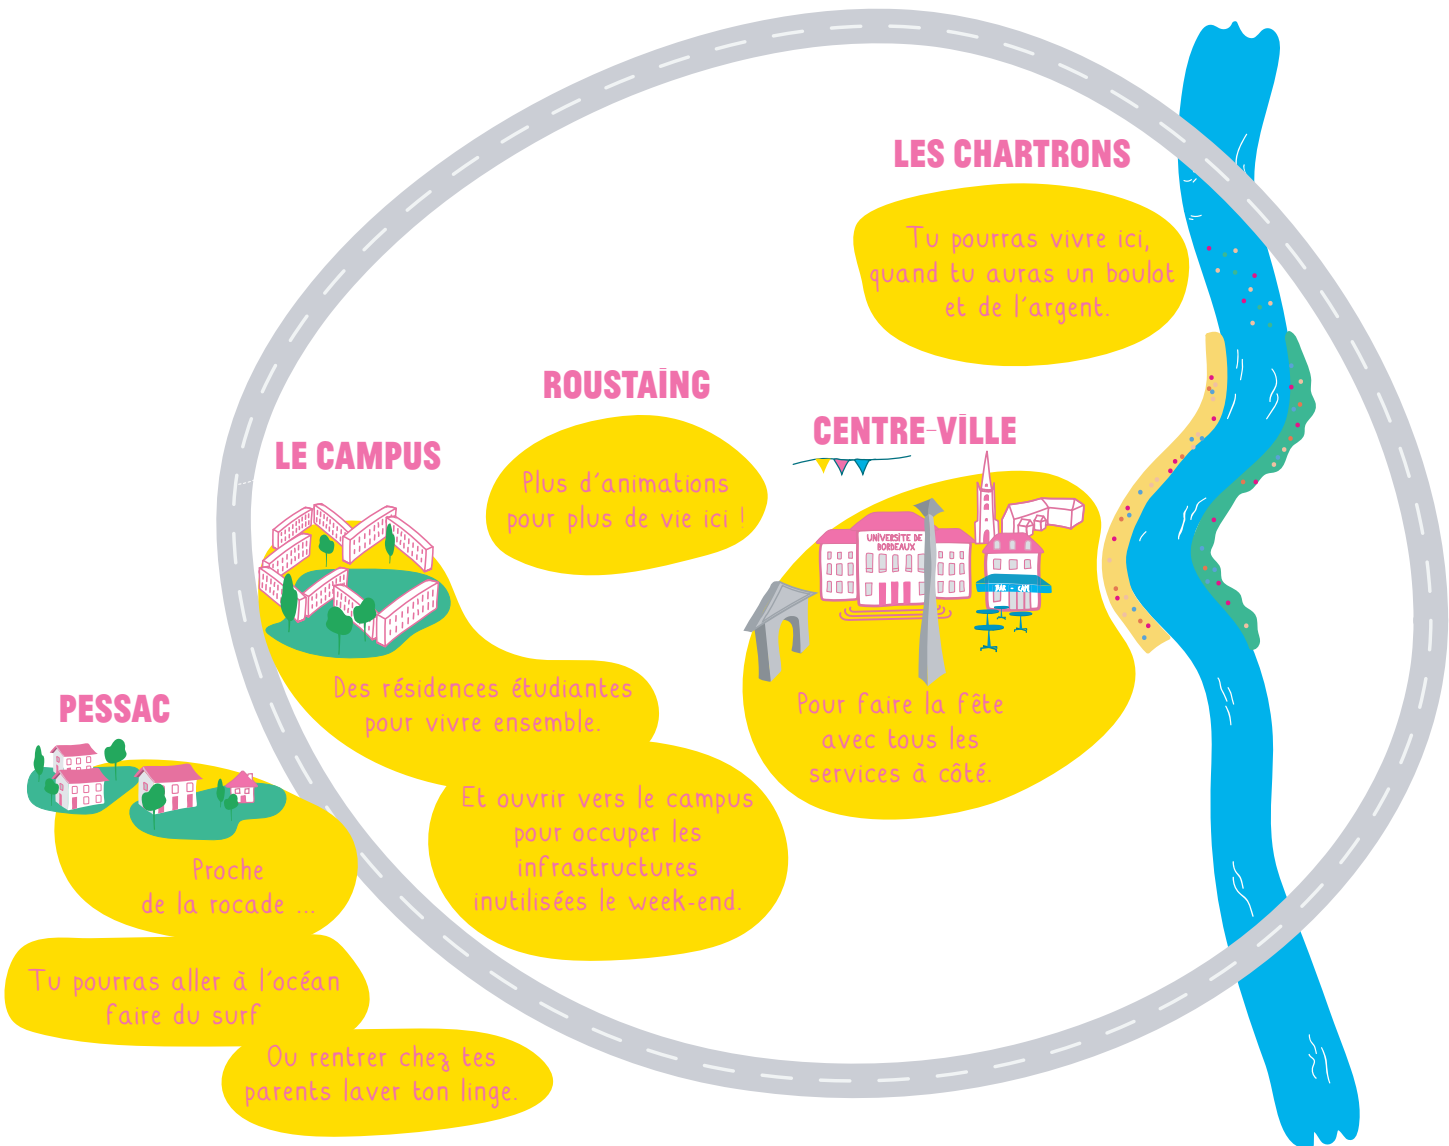 LES CHARTRONS
Tu pourras vivre ici,
quand tu auras un boulot
et de l'argent.
ROUSTAING
Plus d'animations
pour plus de vie ici !
CENTRE-VILLE
UNIVERSITE DE
BORDEAUX
BAR - CAFE
Pour faire la fête
avec tous les
services à côté.
LE CAMPUS
Des résidences étudiantes
pour vivre ensemble.
Et ouvrir vers le campus
pour occuper les
infrastructures
inutilisées le week-end.
PESSAC
Proche
de la rocade ...
Tu pourras aller à l'océan
faire du surf
Ou rentrer chez tes
parents laver ton linge.